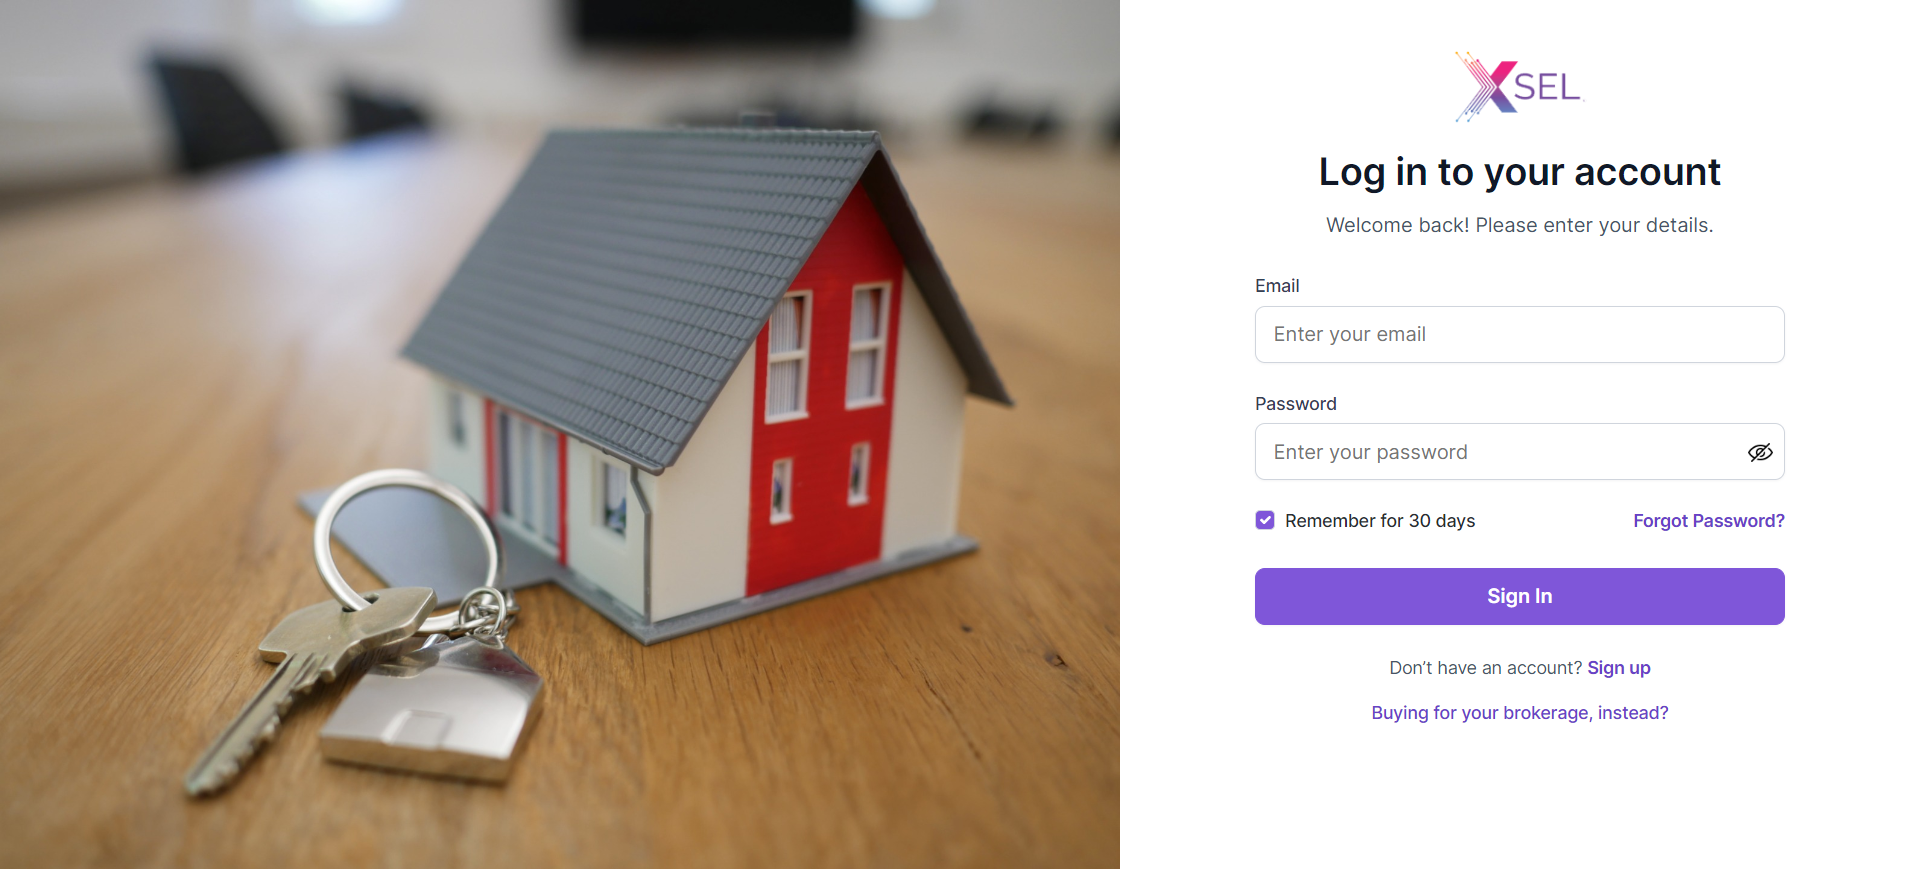 XSEL
Log in to your account
Welcome back! Please enter your details.
Email
Enter your email
Password
Enter your password
Remember for 30 days
Forgot Password?
Sign In
Don’t have an account? Sign up
Buying for your brokerage, instead?